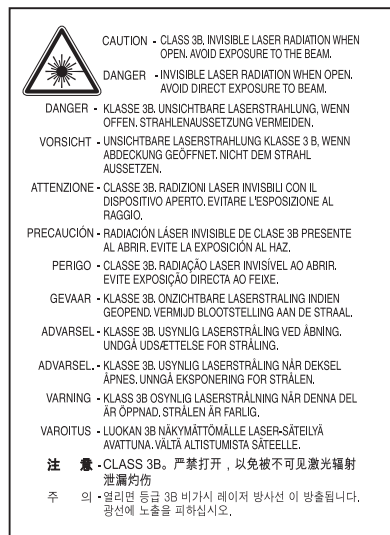 CAUTION - CLASS 3B, INVISIBLE LASER RADIATION WHEN
OPEN. AVOID EXPOSURE TO THE BEAM.
DANGER - INVISIBLE LASER RADIATION WHEN OPEN.
AVOID DIRECT EXPOSURE TO BEAM.
DANGER - KLASSE 3B. UNSICHTBARE LASERSTRAHLUNG, WENN
OFFEN. STRAHLENAUSSETZUNG VERMEIDEN.
VORSICHT - UNSICHTBARE LASERSTRAHLUNG KLASSE 3 B, WENN
ABDECKUNG GEÖFFNET. NICHT DEM STRAHL
AUSSETZEN.
ATTENZIONE - CLASSE 3B. RADIZIONI LASER INVISBILI CON IL
DISPOSITIVO APERTO. EVITARE L'ESPOSIZIONE AL
RAGGIO.
PRECAUCIÓN - RADIACIÓN LÁSER INVISIBLE DE CLASE 3B PRESENTE
AL ABRIR. EVITE LA EXPOSICIÓN AL HAZ.
PERIGO - CLASSE 3B. RADIAÇÃO LASER INVISÍVEL AO ABRIR.
EVITE EXPOSIÇÃO DIRECTA AO FEIXE.
GEVAAR - KLASSE 3B. ONZICHTBARE LASERSTRALING INDIEN
GEOPEND. VERMIJD BLOOTSTELLING AAN DE STRAAL.
ADVARSEL - KLASSE 3B. USYNLIG LASERSTRÅLING VED ÅBNING.
UNDGÅ UDSÆTTELSE FOR STRÅLING.
ADVARSEL. - KLASSE 3B. USYNLIG LASERSTRÅLING NÅR DEKSEL
ÅPNES. UNNGÅ EKSPONERING FOR STRÅLEN.
VARNING - KLASS 3B OSYNLIG LASERSTRÅLNING NÄR DENNA DEL
ÄR ÖPPNAD. STRÅLEN ÄR FARLIG.
VAROITUS - LUOKAN 3B NÄKYMÄTTÖMÄLLE LASER-SÄTEILYÄ
AVATTUNA. VÄLTÄ ALTISTUMISTA SÄTEELLE.
注 意 - CLASS 3B。严禁打开，以免被不可见激光辐射
泄漏灼伤
주 의 - 열리면 등급 3B 비가시 레이저 방사선 이 방출됩니다.
광선에 노출을 피하십시오.